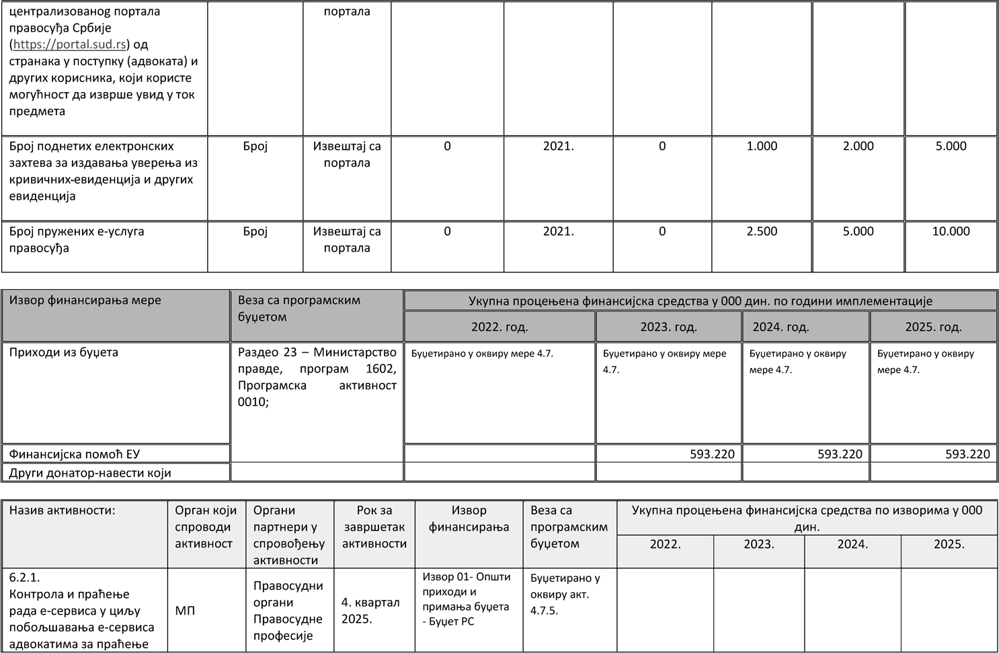 централизованog портала
правосуђа Србије
(https://portal.sud.rs) од
странака у поступку (адвоката) и
других корисника, који користе
могућност да изврше увид у ток
предмета
портала
Број поднетих електронских
захтева за издавања уверења из
кривичних-евиденција и других
евиденција
Број
Извештај са
портала
0
2021.
0
1.000
2.000
5.000
Број пружених е-услуга
правосуђа
Број
Извештај са
портала
0
2021.
0
2.500
5.000
10.000
Извор финансирања мере
Веза са програмским
буџетом
Укупна процењена финансијска средства у 000 дин. по години имплементације
2022. год.
2023. год.
2024. год.
2025. год.
Приходи из буџета
Раздео 23 – Министарство
правде, програм 1602,
Програмска активност
0010;
Буџетирано у оквиру мере 4.7.
Буџетирано у оквиру мере
4.7.
Буџетирано у оквиру
мере 4.7.
Буџетирано у оквиру
мере 4.7.
Финансијска помоћ ЕУ
593.220
593.220
593.220
Други донатор-навести који
Назив активности:
Орган који
спроводи
активност
Органи
партнери у
спровођењу
активности
Рок за
завршетак
активности
Извор
финансирања
Веза са
програмским
буџетом
Укупна процењена финансијска средства по изворима у 000
дин.
2022.
2023.
2024.
2025.
6.2.1.
Контрола и праћење
рада е-сервиса у циљу
побољшавања е-сервиса
адвокатима за праћење
МП
Правосудни
органи
Правосудне
професије
4. квартал
2025.
Извор 01- Општи
приходи и
примања буџета
- Буџет РС
Буџетирано у
оквиру акт.
4.7.5.